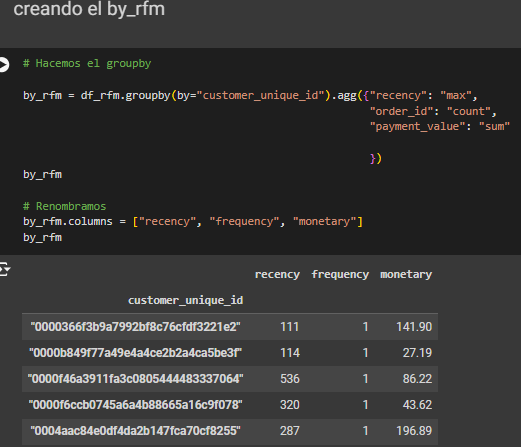 creando el by_rfm
# Hacemos el groupby
by_rfm = df_rfm.groupby(by="customer_unique_id").agg({"recency": "max",
"order_id": "count",
"payment_value": "sum"
})
by_rfm
# Renombramos
by_rfm.columns = ["recency", "frequency", "monetary"]
by_rfm
recency frequency monetary
customer_unique_id
"0000366f3b9a7992bf8c76cfdf3221e2" 111 1 141.90
"0000b849f77a49e4a4ce2b2a4ca5be3f" 114 1 27.19
"0000f46a3911fa3c0805444483337064" 536 1 86.22
"0000f6ccb0745a6a4b88665a16c9f078" 320 1 43.62
"0004aac84e0df4da2b147fca70cf8255" 287 1 196.89